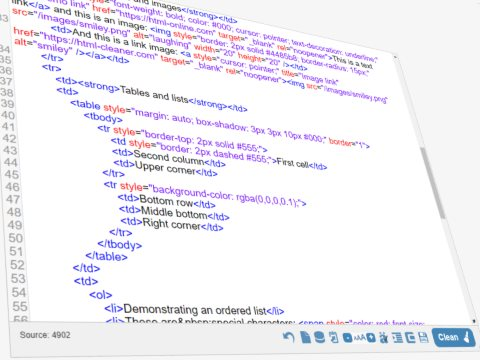 images</strong></td>
style="font-weight: bold; color: #000; cursor: pointer; text-decoration: underline;"
link" href="https://html-online.com" target="_blank" rel="noopener">This is a text
link</a> and this is an image: <img style="border: 2px solid #4485b8; border-radius: 15px;"
src="/images/smiley.png" alt="laughing" width="20" height="20" /></td>
34
<td>And this is a link image: <a style="cursor: pointer;" title="Image link"
href="https://html-cleaner.com" target="_blank" rel="noopener"><img src="/images/smiley.png"
alt="smiley" /></a></td>
35 </tr>
36 <tr>
37 <td><strong>Tables and lists</strong></td>
38 <td>
39 <table style="margin: auto; box-shadow: 3px 3px 10px #000;" border="1">
40 <tbody>
41 <tr style="border-top: 2px solid #555;">
42 <td style="border: 2px dashed #555;">First cell</td>
43 <td>Second column</td>
44 <td>Upper corner</td>
45 </tr>
46 <tr style="background-color: rgba(0,0,0,0.1);">
47 <td>Bottom row</td>
48 <td>Middle bottom</td>
49 <td>Right corner</td>
50 </tr>
51 </tbody>
51 </table>
52 </td>
53 <td>
54 <ol>
55 <li>Demonstrating an ordered list</li>
56 <li>There are&nbsp;special characters: <span style="color: red; font-size:
Source: 4902
AAA
Clean